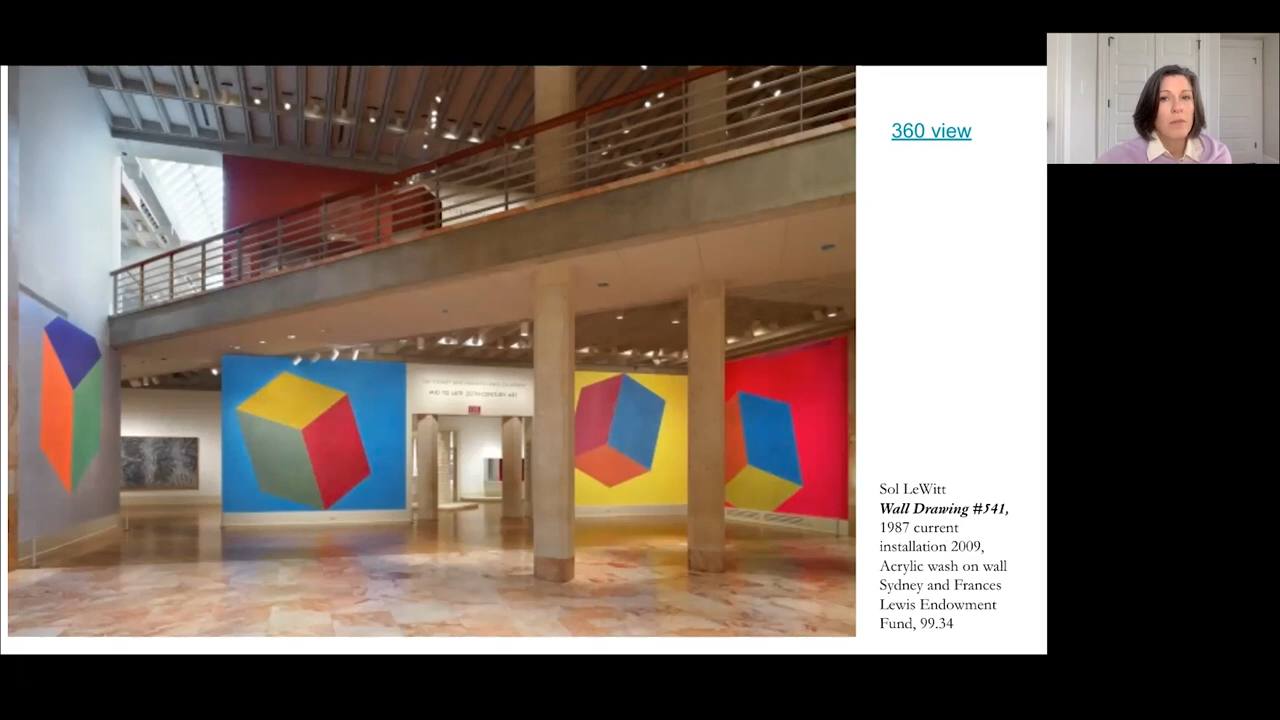 360 view
MID TO LATE 20TH-CENTURY ART
Sol LeWitt
Wall Drawing #541,
1987 current
installation 2009,
Acrylic wash on wall
Sydney and Frances
Lewis Endowment
Fund, 99.34